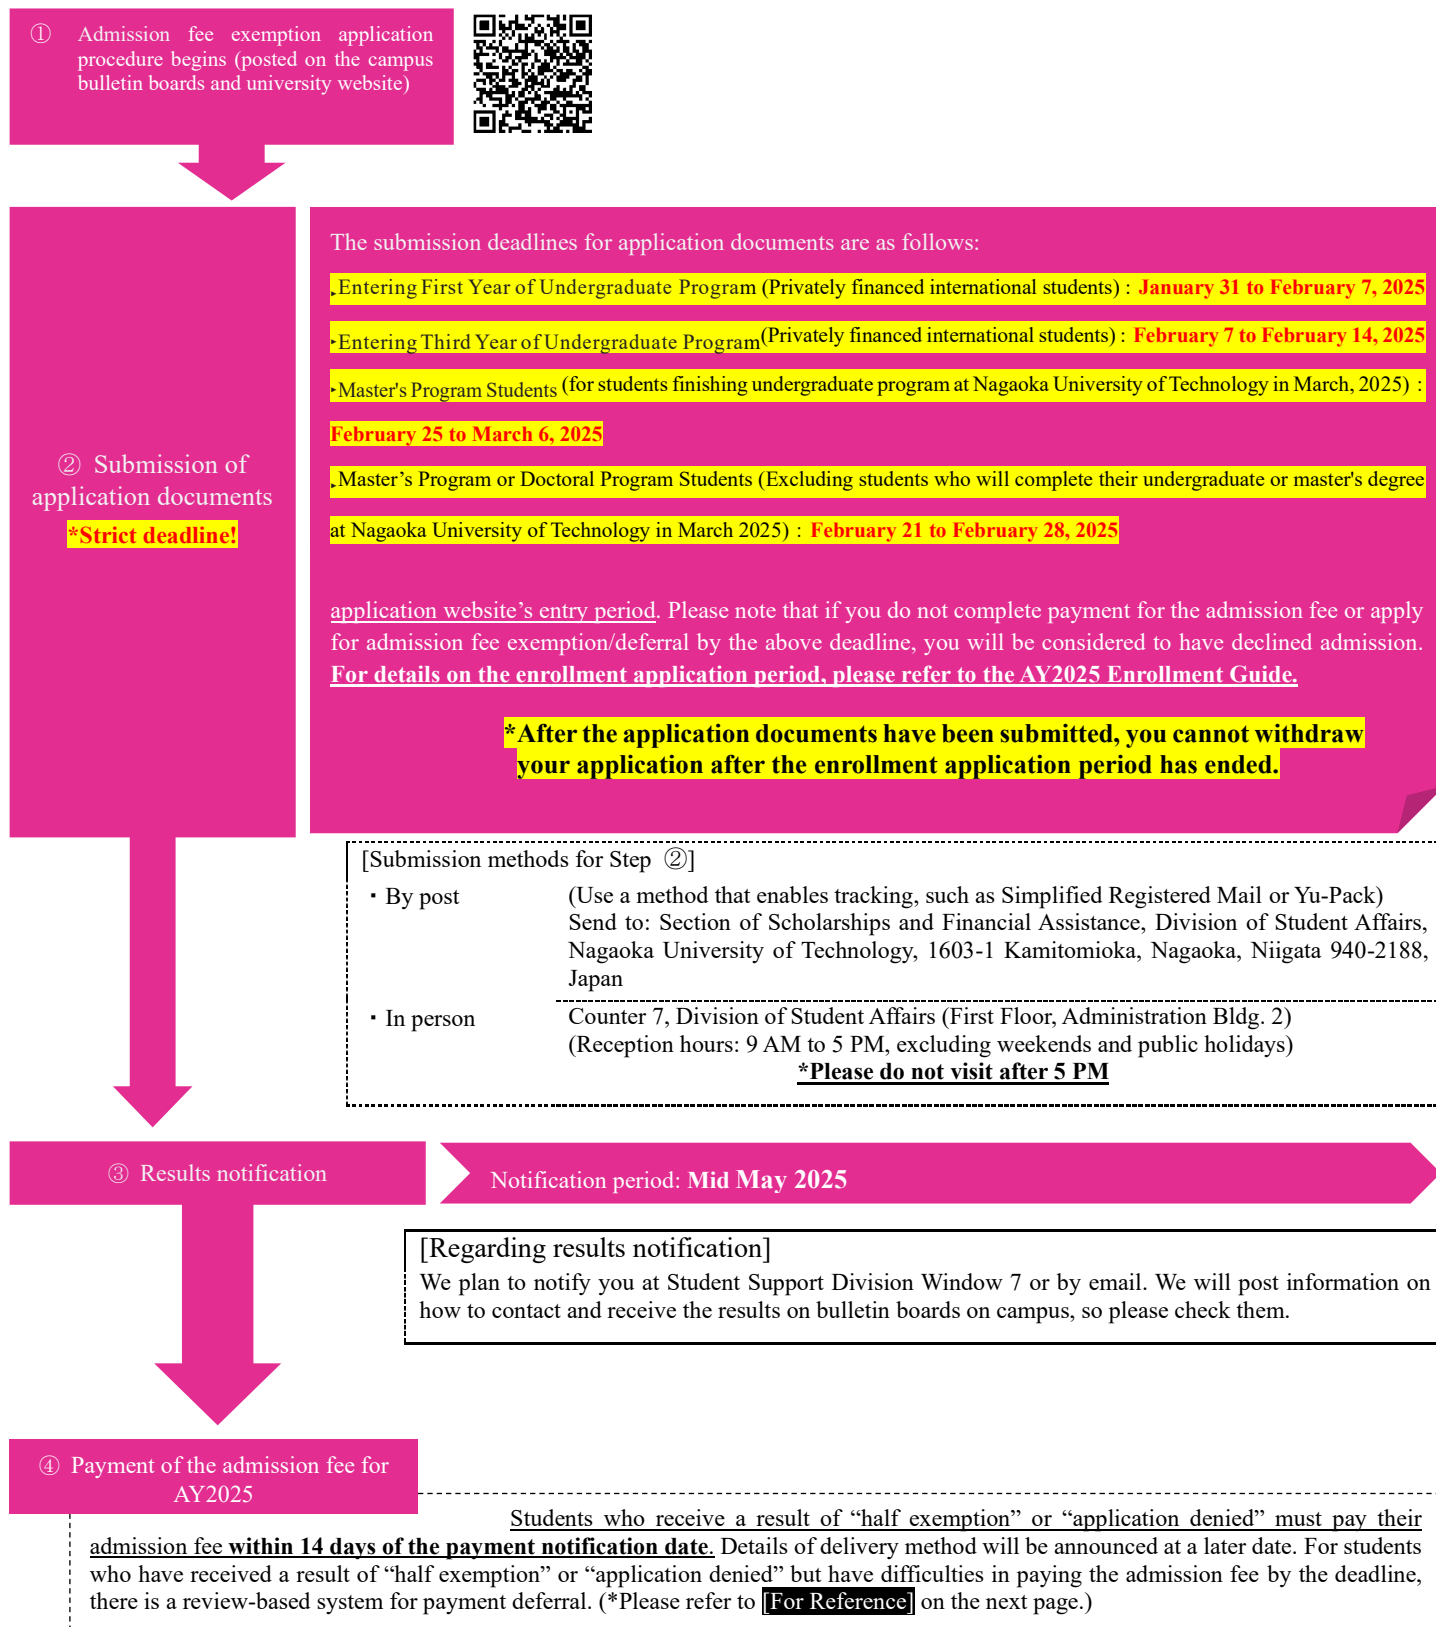 ① Admission fee exemption application
procedure begins (posted on the campus
bulletin boards and university website)
② Submission of
application documents
*Strict deadline!
The submission deadlines for application documents are as follows:
▸Entering First Year of Undergraduate Program (Privately financed international students) : January 31 to February 7, 2025
▸Entering Third Year of Undergraduate Program(Privately financed international students) : February 7 to February 14, 2025
▸Master's Program Students (for students finishing undergraduate program at Nagaoka University of Technology in March, 2025) :
February 25 to March 6, 2025
▸Master’s Program or Doctoral Program Students (Excluding students who will complete their undergraduate or master's degree
at Nagaoka University of Technology in March 2025) : February 21 to February 28, 2025
application website’s entry period. Please note that if you do not complete payment for the admission fee or apply
for admission fee exemption/deferral by the above deadline, you will be considered to have declined admission.
For details on the enrollment application period, please refer to the AY2025 Enrollment Guide.
*After the application documents have been submitted, you cannot withdraw
your application after the enrollment application period has ended.
[Submission methods for Step ②]
・By post (Use a method that enables tracking, such as Simplified Registered Mail or Yu-Pack)
Send to: Section of Scholarships and Financial Assistance, Division of Student Affairs,
Nagaoka University of Technology, 1603-1 Kamitomioka, Nagaoka, Niigata 940-2188,
Japan
・In person Counter 7, Division of Student Affairs (First Floor, Administration Bldg. 2)
(Reception hours: 9 AM to 5 PM, excluding weekends and public holidays)
*Please do not visit after 5 PM
③ Results notification
Notification period: Mid May 2025
[Regarding results notification]
We plan to notify you at Student Support Division Window 7 or by email. We will post information on
how to contact and receive the results on bulletin boards on campus, so please check them.
④ Payment of the admission fee for
AY2025
Students who receive a result of “half exemption” or “application denied” must pay their
admission fee within 14 days of the payment notification date. Details of delivery method will be announced at a later date. For students
who have received a result of “half exemption” or “application denied” but have difficulties in paying the admission fee by the deadline,
there is a review-based system for payment deferral. (*Please refer to [For Reference] on the next page.)